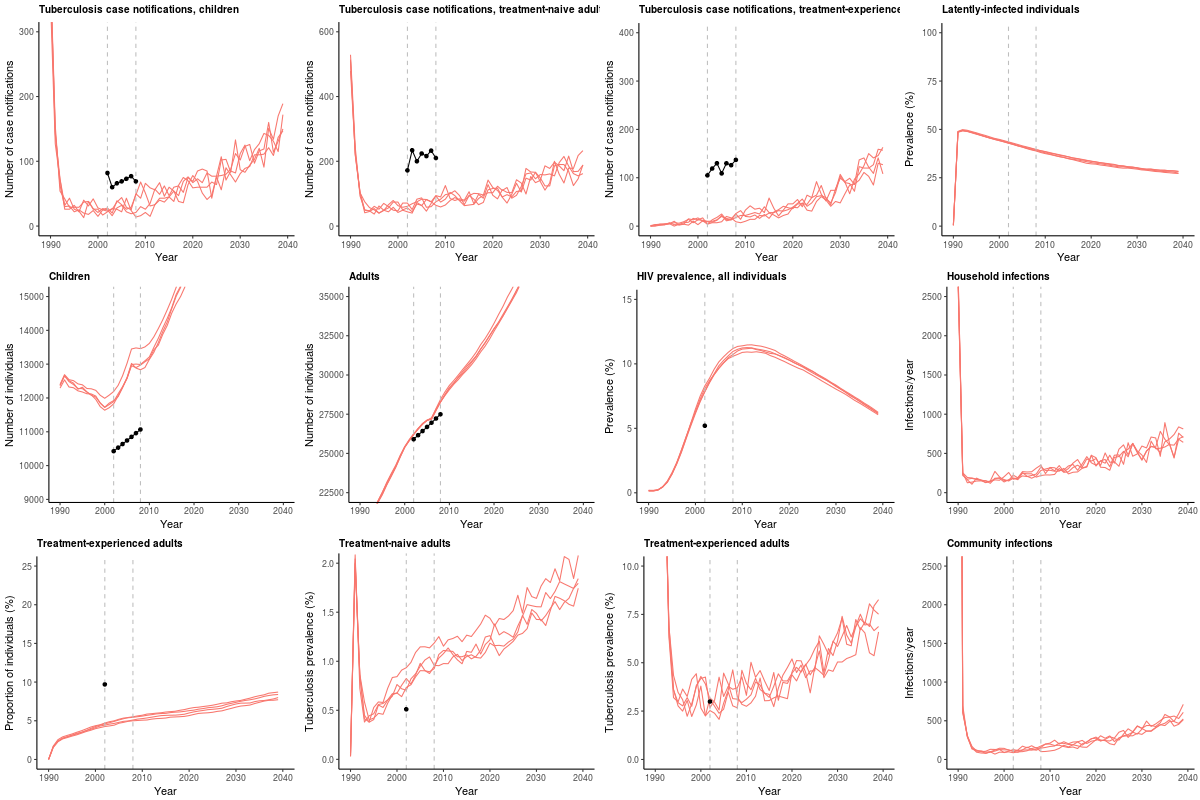 Tuberculosis case notifications, children
Number of case notifications
300
200
100
0
1990 2000 2010 2020 2030 2040
Year
Tuberculosis case notifications, treatment-naive adul
Number of case notifications
600
400
200
0
1990 2000 2010 2020 2030 2040
Year
Tuberculosis case notifications, treatment-experience
Number of case notifications
400
300
200
100
0
1990 2000 2010 2020 2030 2040
Year
Latently-infected individuals
Prevalence (%)
100
75
50
25
0
1990 2000 2010 2020 2030 2040
Year
Children
Number of individuals
15000
14000
13000
12000
11000
10000
9000
1990 2000 2010 2020 2030 2040
Year
Adults
Number of individuals
35000
32500
30000
27500
25000
22500
1990 2000 2010 2020 2030 2040
Year
HIV prevalence, all individuals
Prevalence (%)
15
10
5
0
1990 2000 2010 2020 2030 2040
Year
Household infections
Infections/year
2500
2000
1500
1000
500
0
1990 2000 2010 2020 2030 2040
Year
Treatment-experienced adults
Proportion of individuals (%)
25
20
15
10
5
0
1990 2000 2010 2020 2030 2040
Year
Treatment-naive adults
Tuberculosis prevalence (%)
2.0
1.5
1.0
0.5
0.0
1990 2000 2010 2020 2030 2040
Year
Treatment-experienced adults
Tuberculosis prevalence (%)
10.0
7.5
5.0
2.5
0.0
1990 2000 2010 2020 2030 2040
Year
Community infections
Infections/year
2500
2000
1500
1000
500
0
1990 2000 2010 2020 2030 2040
Year